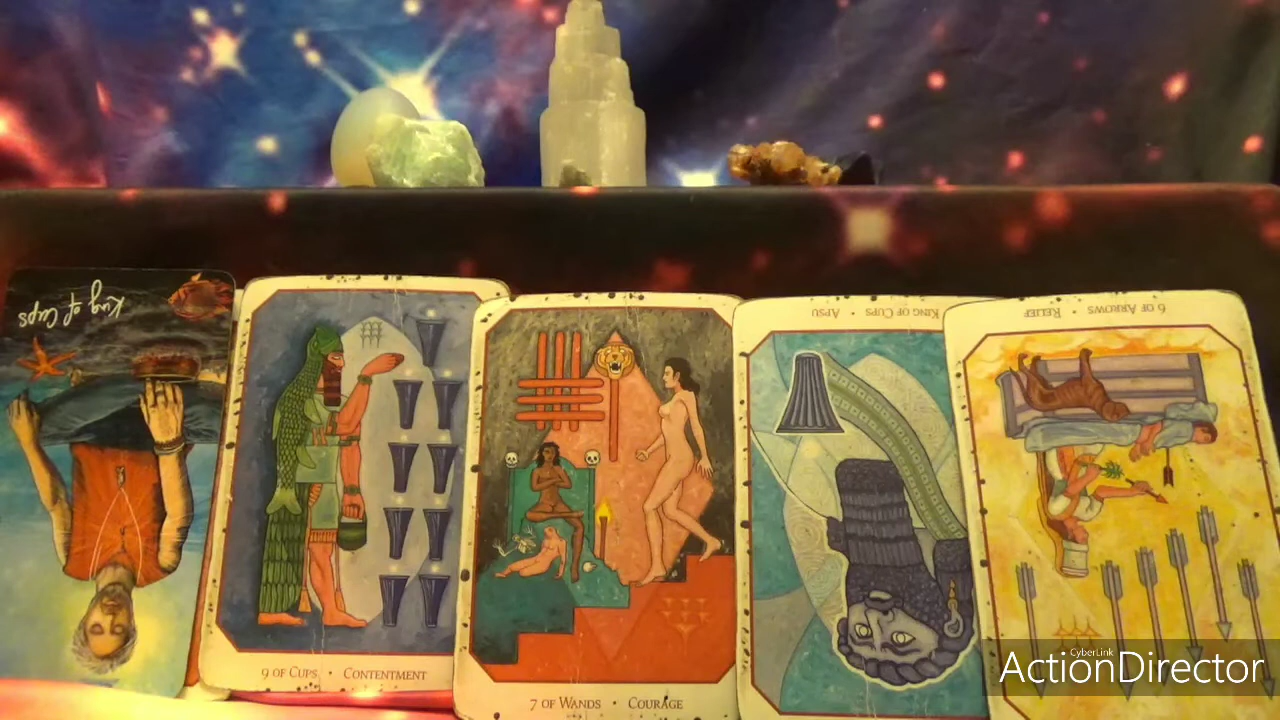 King of Cups
9 OF CUPS • CONTENTMENT
7 OF WANDS • COURAGE
KING OF CUPS • APSU
6 OF ARROWS • RELIEF
CyberLink
ActionDirector